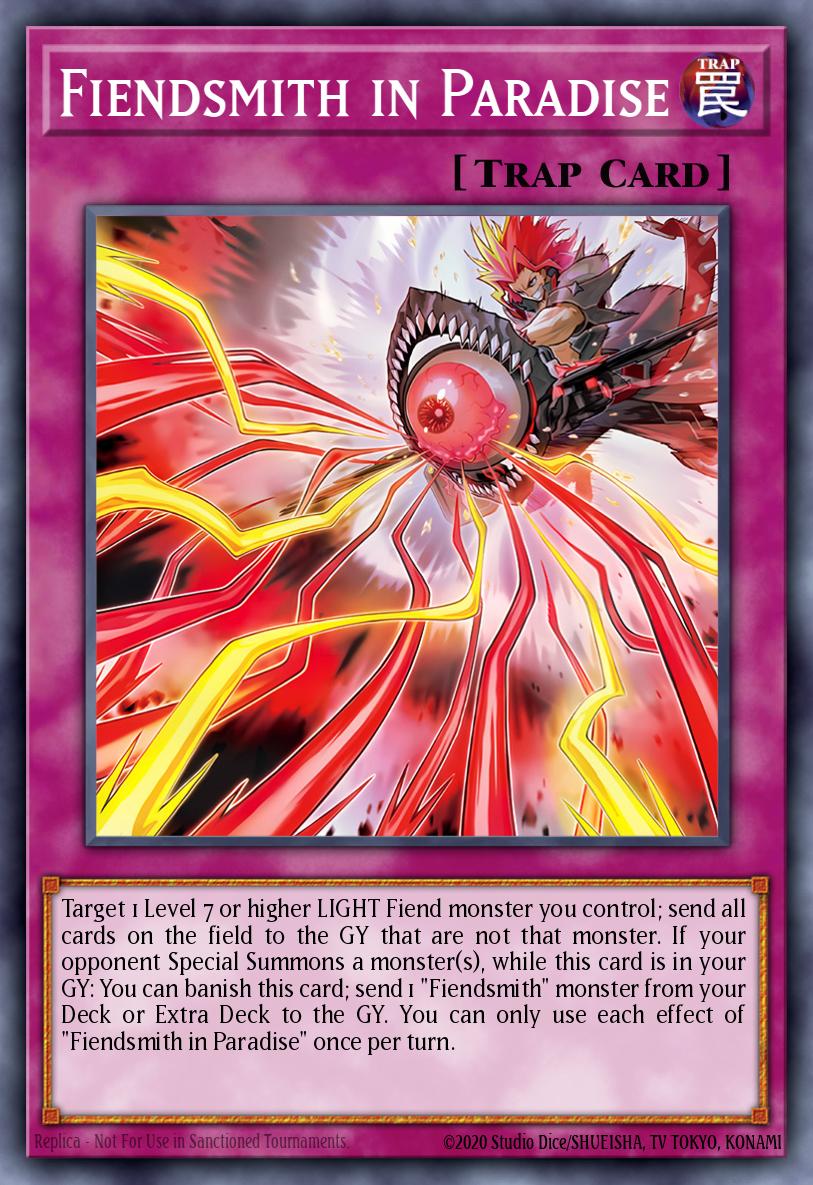 Fiendsmith in Paradise
TRAP
罠
[Trap Card]
Target 1 Level 7 or higher LIGHT Fiend monster you control; send all
cards on the field to the GY that are not that monster. If your
opponent Special Summons a monster(s), while this card is in your
GY: You can banish this card; send 1 "Fiendsmith" monster from your
Deck or Extra Deck to the GY. You can only use each effect of
"Fiendsmith in Paradise" once per turn.
Replica - Not For Use in Sanctioned Tournaments.
©2020 Studio Dice/SHUEISHA, TV TOKYO, KONAMI